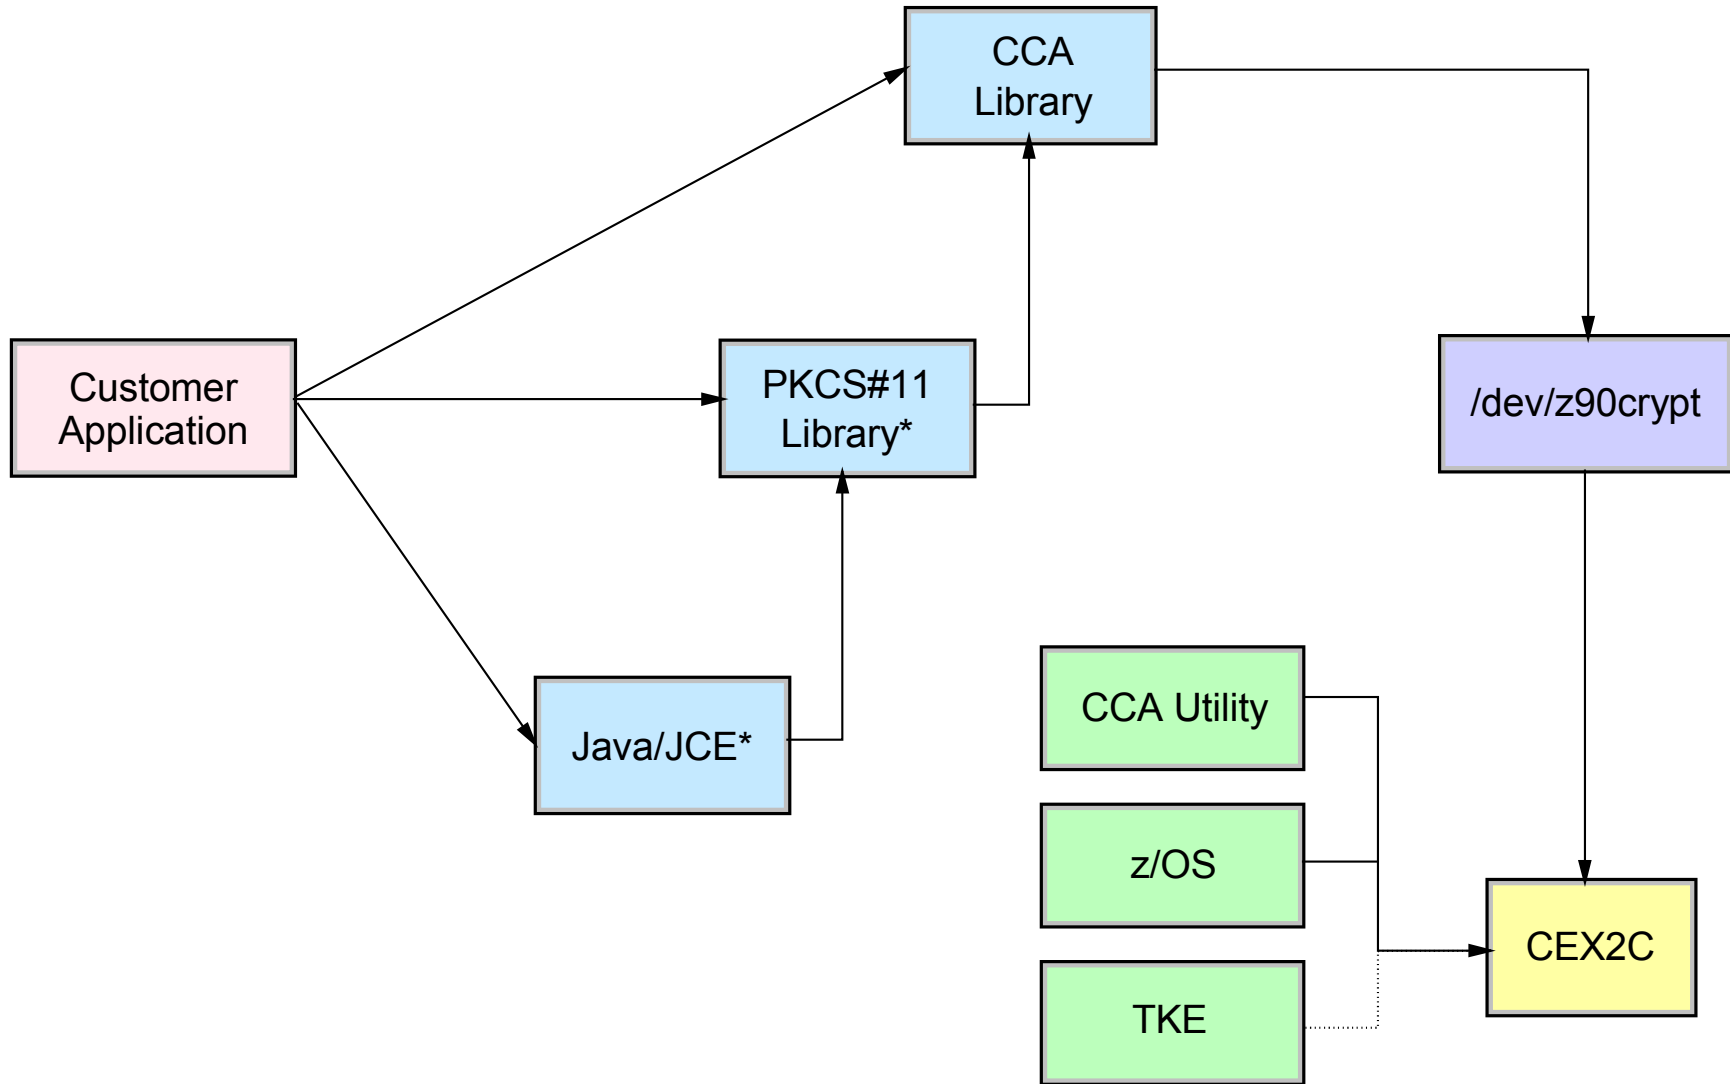 CCA
Library
Customer
Application
PKCS#11
Library*
/dev/z90crypt
Java/JCE*
CCA Utility
z/OS
CEX2C
TKE